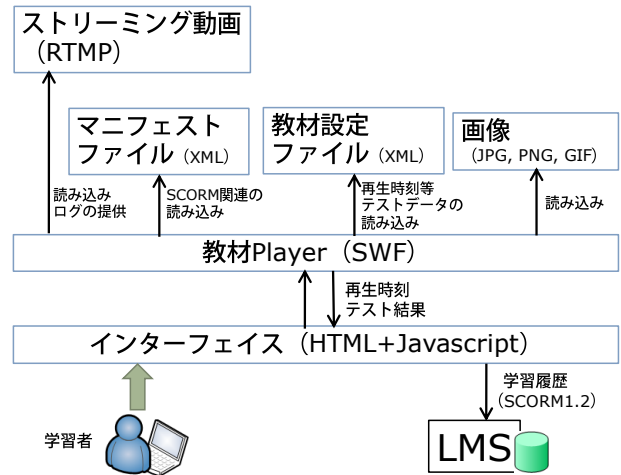 ストリーミング動画
（RTMP）
マニフェスト
ファイル（XML）
教材設定
ファイル（XML）
画像
（JPG, PNG, GIF）
読み込み
ログの提供
SCORM関連の
読み込み
再生時刻等
テストデータの
読み込み
読み込み
教材Player（SWF）
再生時刻
テスト結果
インターフェイス（HTML+Javascript）
学習者
学習履歴
（SCORM1.2）
LMS